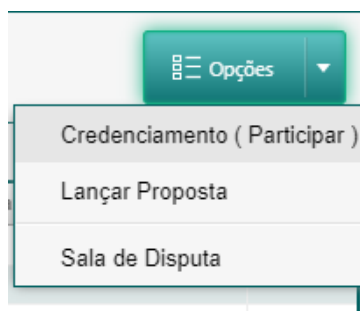 Opções
Credenciamento ( Participar )
Lançar Proposta
Sala de Disputa